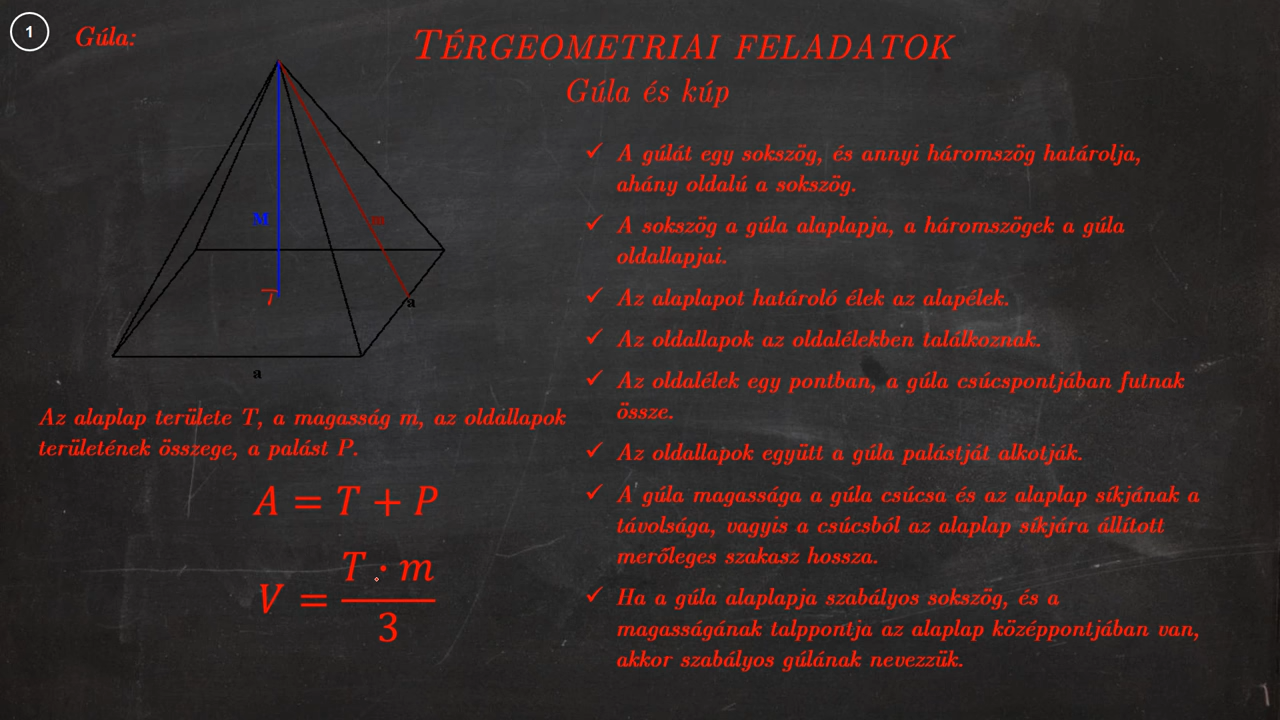 1
Gúla:
TÉRGEOMETRIAI FELADATOK
Gúla és kúp
M
m
T
a
a
Az alaplap területe T, a magasság m, az oldallapok
területének összege, a palást P.
A = T + P
V = T · m / 3
A gúlát egy sokszög, és annyi háromszög határolja,
ahány oldalú a sokszög.
A sokszög a gúla alaplapja, a háromszögek a gúla
oldallapjai.
Az alaplapot határoló élek az alapélek.
Az oldallapok az oldalélekben találkoznak.
Az oldalélek egy pontban, a gúla csúcspontjában futnak
össze.
Az oldallapok együtt a gúla palástját alkotják.
A gúla magassága a gúla csúcsa és az alaplap síkjának a
távolsága, vagyis a csúcsból az alaplap síkjára állított
merőleges szakasz hossza.
Ha a gúla alaplapja szabályos sokszög, és a
magasságának talppontja az alaplap középpontjában van,
akkor szabályos gúlának nevezzük.